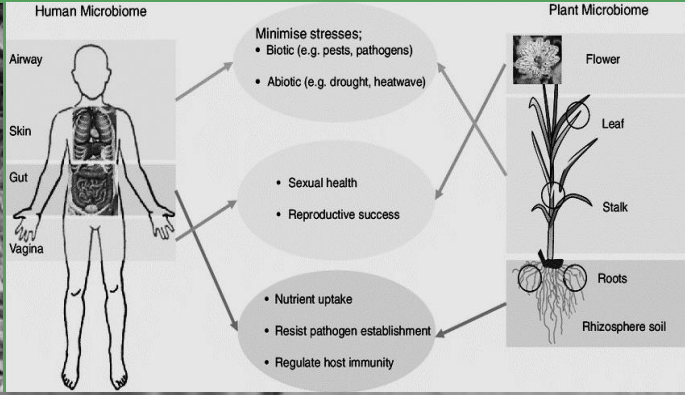 Human Microbiome
Airway
Skin
Gut
Vagina
Minimise stresses;
• Biotic (e.g. pests, pathogens)
• Abiotic (e.g. drought, heatwave)
• Sexual health
• Reproductive success
• Nutrient uptake
• Resist pathogen establishment
• Regulate host immunity
Plant Microbiome
Flower
Leaf
Stalk
Roots
Rhizosphere soil